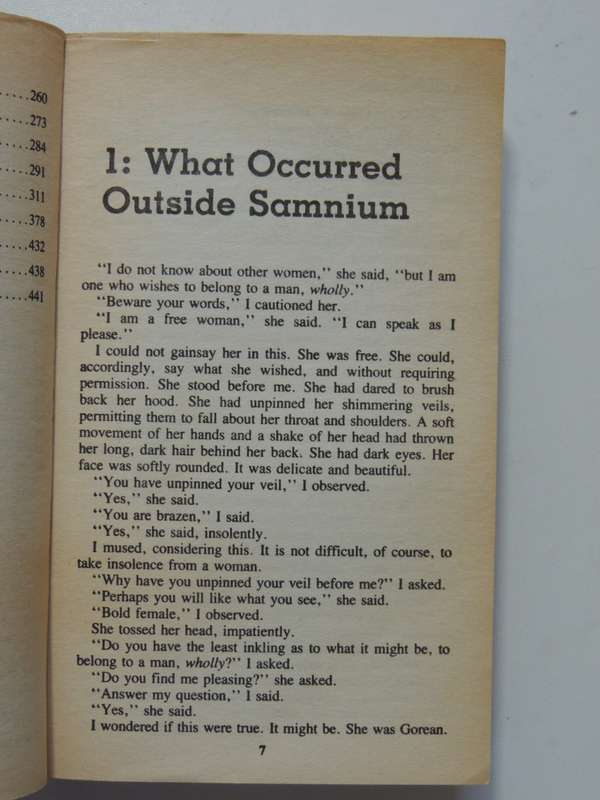 .....260
.....273
.....284
.....291
.....311
.....378
.....432
.....438
.....441
1: What Occurred
Outside Samnium
"I do not know about other women," she said, "but I am
one who wishes to belong to a man, wholly."
"Beware your words," I cautioned her.
"I am a free woman," she said. "I can speak as I
please."
I could not gainsay her in this. She was free. She could,
accordingly, say what she wished, and without requiring
permission. She stood before me. She had dared to brush
back her hood. She had unpinned her shimmering veils,
permitting them to fall about her throat and shoulders. A soft
movement of her hands and a shake of her head had thrown
her long, dark hair behind her back. She had dark eyes. Her
face was softly rounded. It was delicate and beautiful.
"You have unpinned your veil," I observed.
"Yes," she said.
"You are brazen," I said.
"Yes," she said, insolently.
I mused, considering this. It is not difficult, of course, to
take insolence from a woman.
"Why have you unpinned your veil before me?" I asked.
"Perhaps you will like what you see," she said.
"Bold female," I observed.
She tossed her head, impatiently.
"Do you have the least inkling as to what it might be, to
belong to a man, wholly?" I asked.
"Do you find me pleasing?" she asked.
"Answer my question," I said.
"Yes," she said.
I wondered if this were true. It might be. She was Gorean.
7